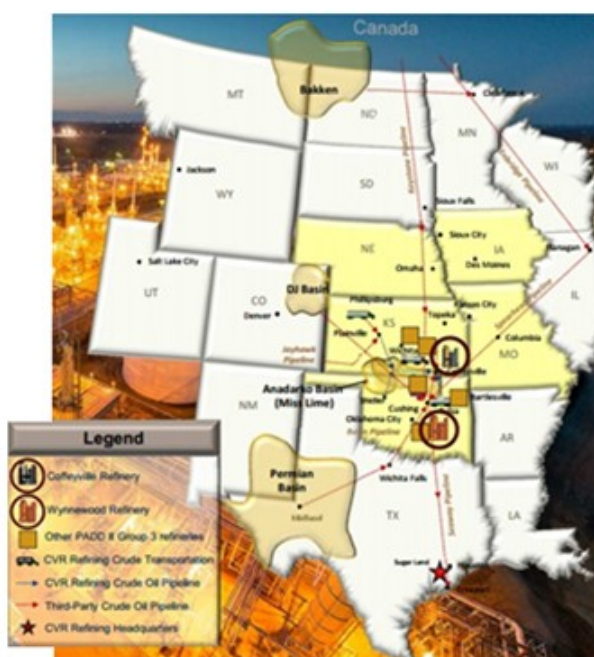 Canada
Bakken
MT
ND
MN
WI
Jackson
WY
SD
Keystone Pipeline
Sioux Falls
Sioux City
NE
IA
Omaha
Des Moines
Salt Lake City
UT
CO
Denver
DJ Basin
Phillipsburg
Plainville
KS
Topeka
Kansas City
IL
MO
Columbia
Jayhawk
Pipeline
Anadarko Basin
(Miss Lime)
Cushing
Oklahoma City
NM
AR
Permian
Basin
Midland
Wichita Falls
TX
LA
Sugar Land
Legend
Coffeyville Refinery
Wynnewood Refinery
Other PADD II Group 3 refineries
CVR Refining Crude Transportation
CVR Refining Crude Oil Pipeline
Third-Party Crude Oil Pipeline
CVR Refining Headquarters